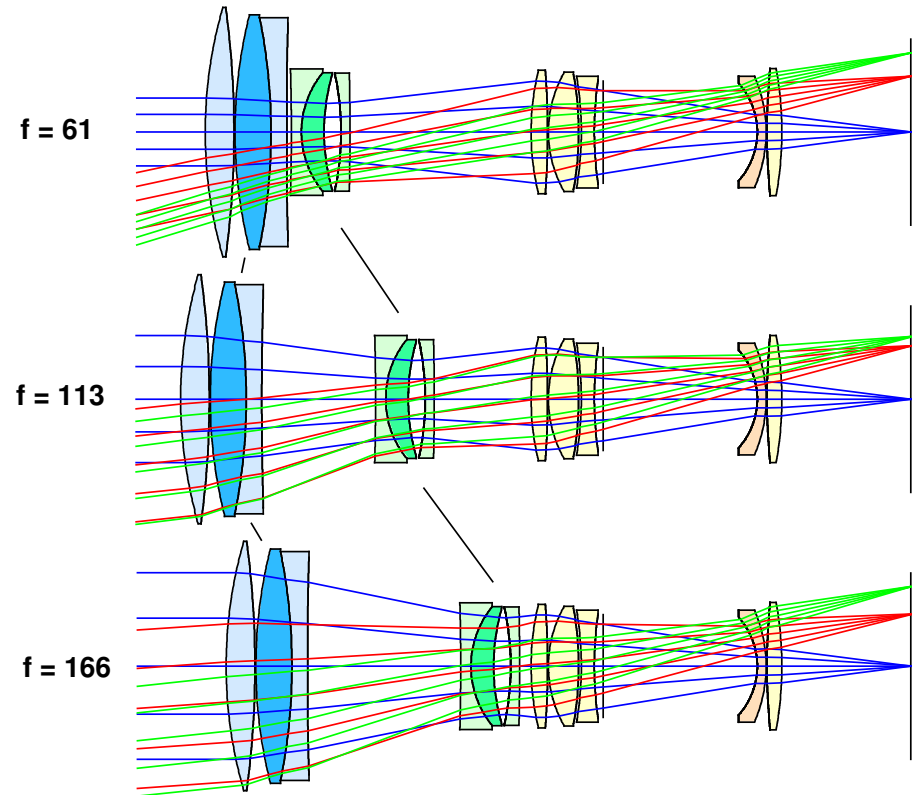 f = 61
f = 113
f = 166